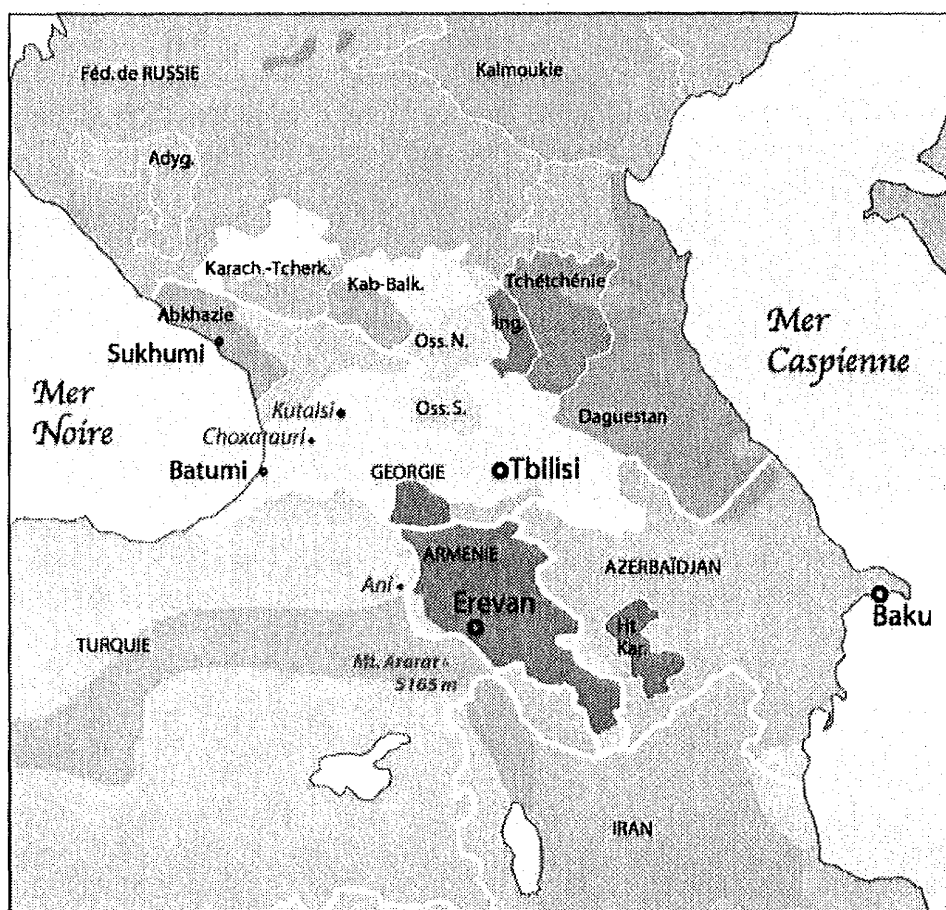 Féd. de RUSSIE
Kalmoukie
Adyg.
Karach.-Tcherk.
Kab-Balk.
Tchétchénie
Abkhazie
Ing.
Sukhumi
Oss. N.
Mer
Caspienne
Mer
Noire
Kutaïsi
Oss. S.
Daguestan
Choxatauri
Batumi
GEORGIE
Tbilisi
ARMENIE
AZERBAÏDJAN
Ani
Erevan
Baku
Ht
Kar.
TURQUIE
Mt. Ararat
5165 m
IRAN